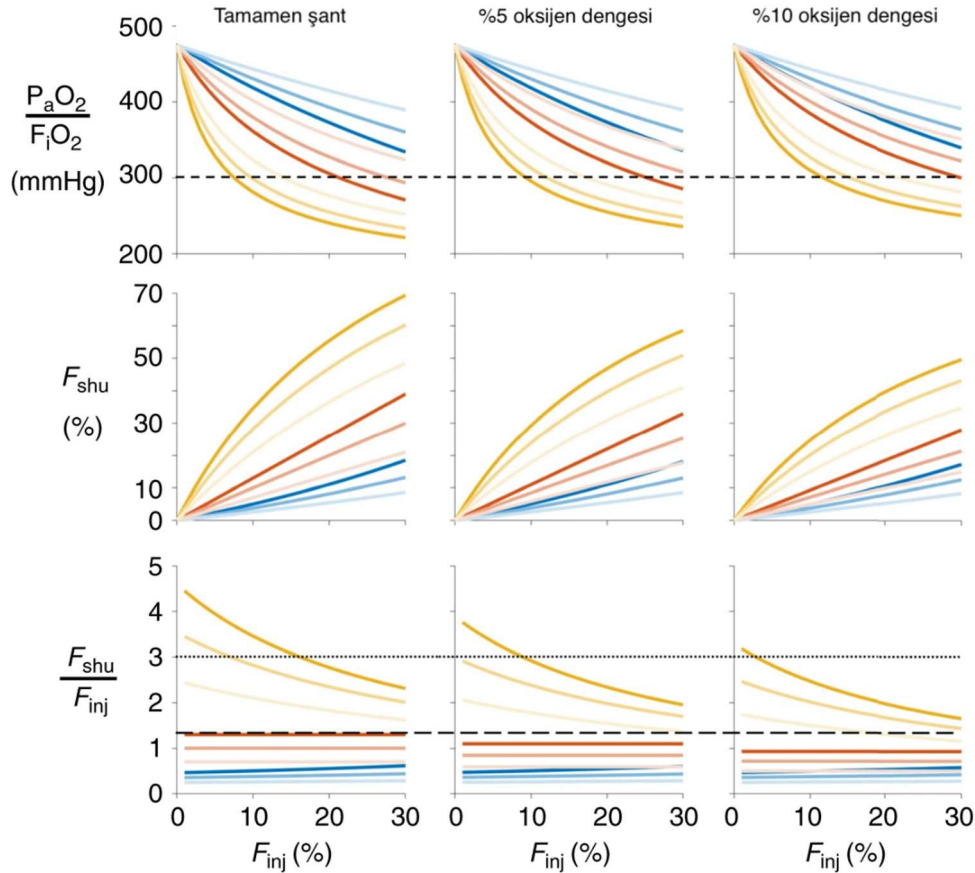 Tamamen şant
%5 oksijen dengesi
%10 oksijen dengesi
500
400
300
200
PaO2
FiO2
(mmHg)
70
50
30
10
0
Fshu
(%)
5
4
3
2
1
0
Fshu
Finj
0 10 20 30
0 10 20 30
0 10 20 30
Finj (%)
Finj (%)
Finj (%)